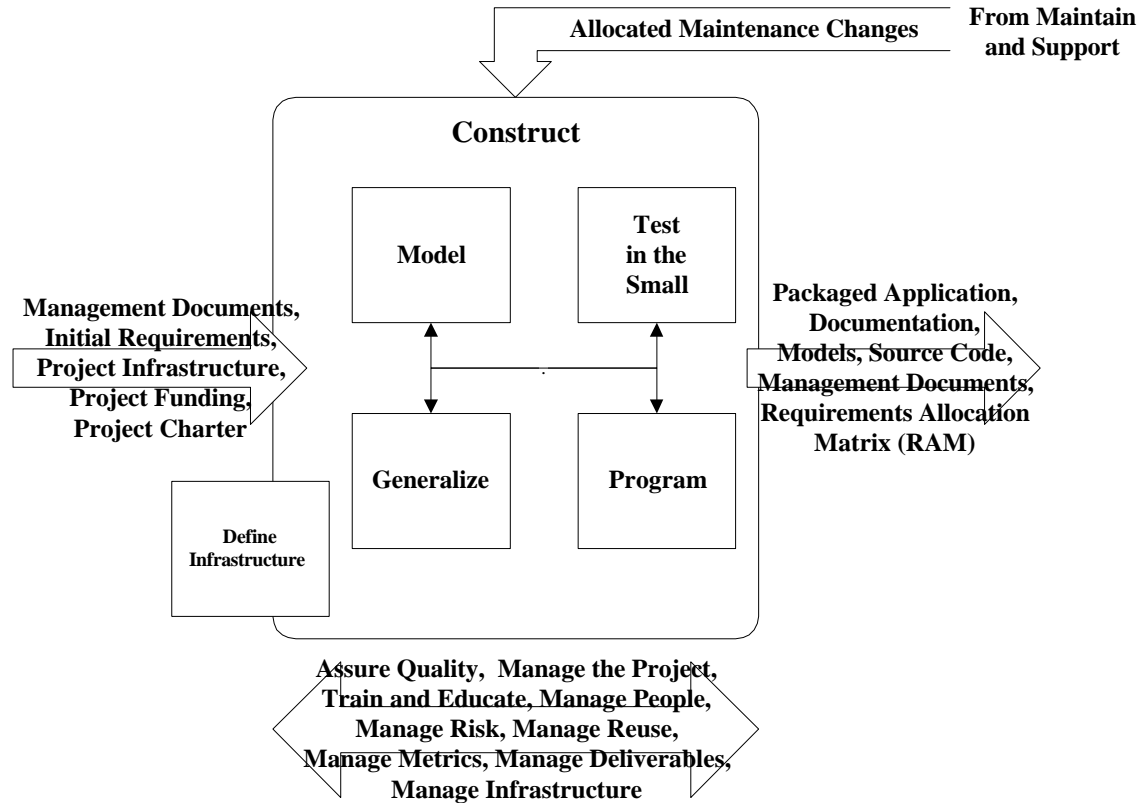 Allocated Maintenance Changes
From Maintain
and Support
Construct
Model
Test
in the
Small
Management Documents,
Initial Requirements,
Project Infrastructure,
Project Funding,
Project Charter
Packaged Application,
Documentation,
Models, Source Code,
Management Documents,
Requirements Allocation
Matrix (RAM)
Generalize
Program
Define
Infrastructure
Assure Quality,  Manage the Project,
Train and Educate, Manage People,
Manage Risk, Manage Reuse,
Manage Metrics, Manage Deliverables,
Manage Infrastructure